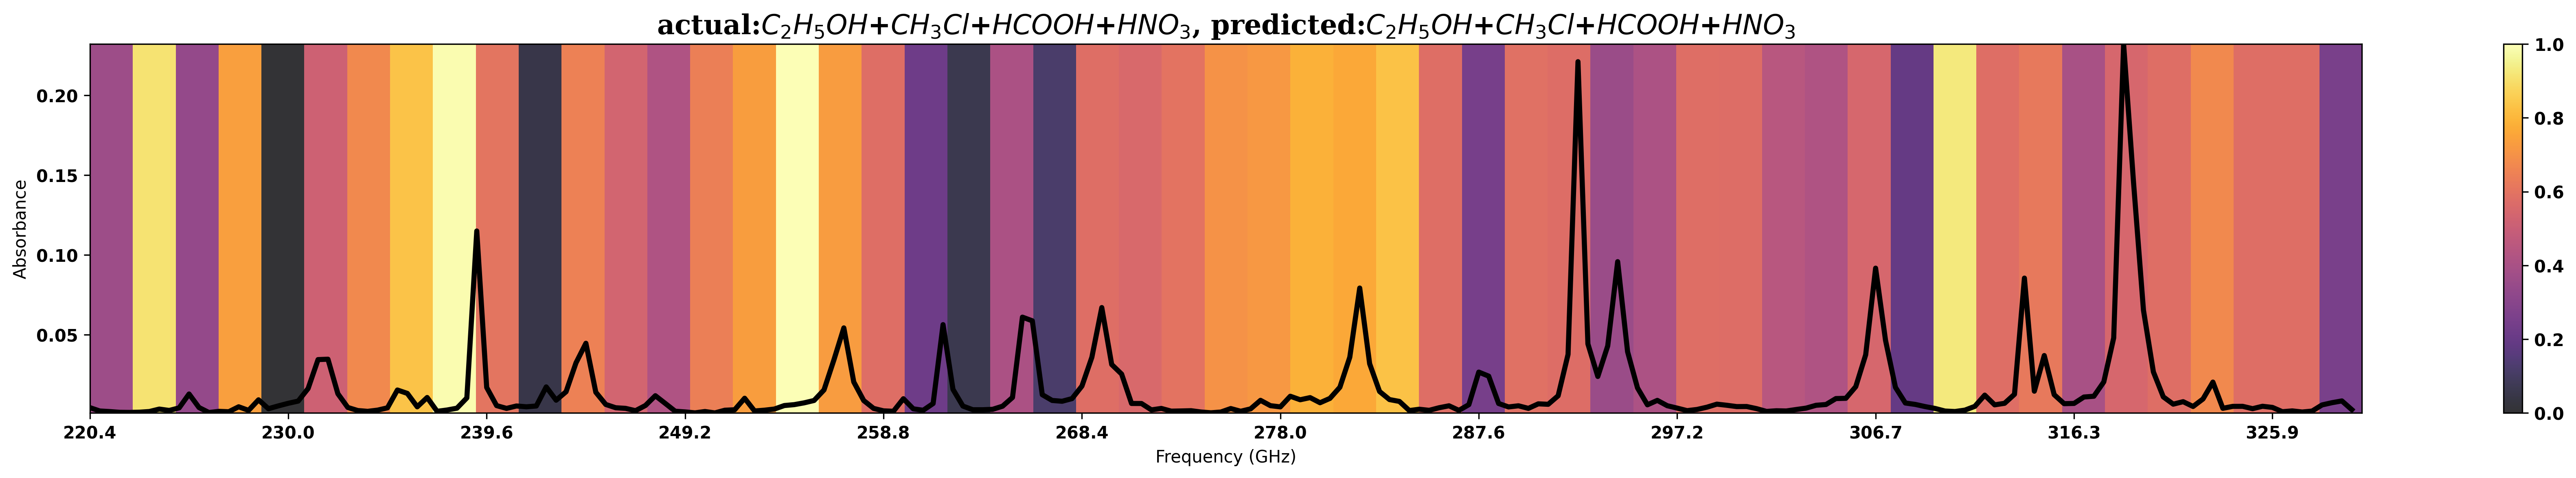 actual:C₂H₅OH+CH₃Cl+HCOOH+HNO₃, predicted:C₂H₅OH+CH₃Cl+HCOOH+HNO₃
Absorbance
0.20
0.15
0.10
0.05
220.4 230.0 239.6 249.2 258.8 268.4 278.0 287.6 297.2 306.7 316.3 325.9
Frequency (GHz)
1.0
0.8
0.6
0.4
0.2
0.0